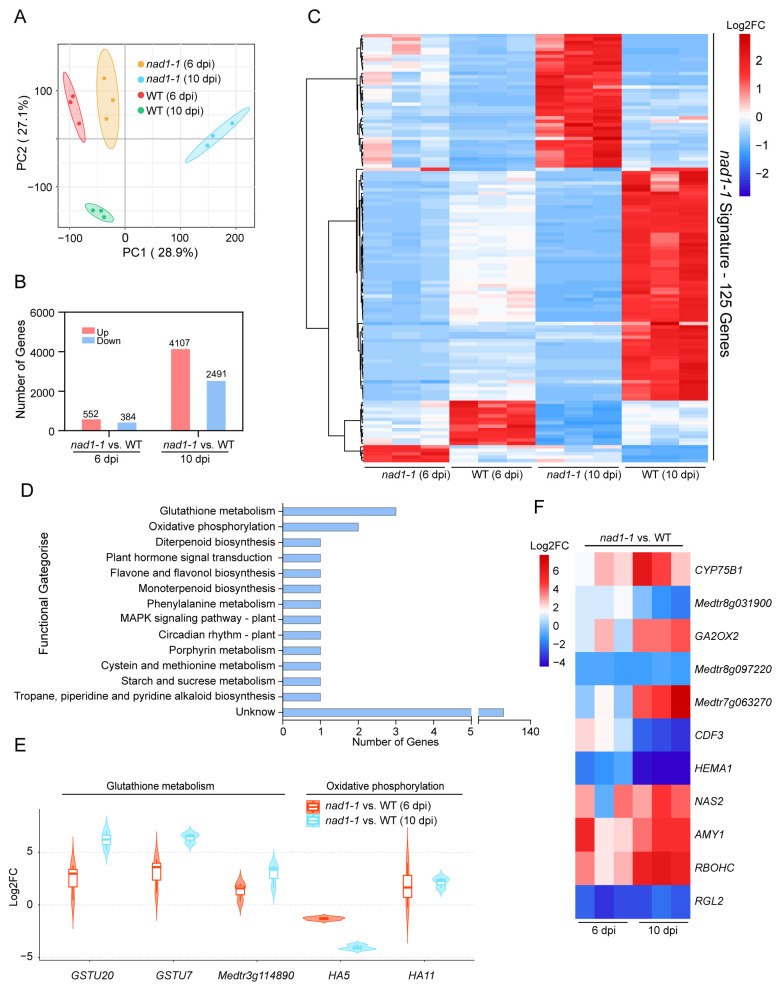 A
nad1-1 (6 dpi)
nad1-1 (10 dpi)
WT (6 dpi)
WT (10 dpi)
PC2 ( 27.1%)
100
0
−100
−100
0
100
200
PC1 ( 28.9%)
B
Number of Genes
6000
4000
2000
0
Up
Down
552
384
4107
2491
nad1-1 vs. WT
nad1-1 vs. WT
6 dpi
10 dpi
C
Log2FC
2
1
0
−1
−2
nad1-1 Signature - 125 Genes
nad1-1 (6 dpi)
WT (6 dpi)
nad1-1 (10 dpi)
WT (10 dpi)
D
Functional Gategorise
Glutathione metabolism
Oxidative phosphorylation
Diterpenoid biosynthesis
Plant hormone signal transduction
Flavone and flavonol biosynthesis
Monoterpenoid biosynthesis
Phenylalanine metabolism
MAPK signaling pathway - plant
Circadian rhythm - plant
Porphyrin metabolism
Cystein and methionine metabolism
Starch and sucrose metabolism
Tropane, piperidine and pyridine alkaloid biosynthesis
Unknow
0
1
2
3
4
5
140
Number of Genes
E
Glutathione metabolism
Oxidative phosphorylation
nad1-1 vs. WT (6 dpi)
nad1-1 vs. WT (10 dpi)
Log2FC
5
0
−5
GSTU20
GSTU7
Medtr3g114890
HA5
HA11
F
Log2FC
nad1-1 vs. WT
6
4
2
0
−2
−4
CYP75B1
Medtr8g031900
GA2OX2
Medtr8g097220
Medtr7g063270
CDF3
HEMA1
NAS2
AMY1
RBOHC
RGL2
6 dpi
10 dpi